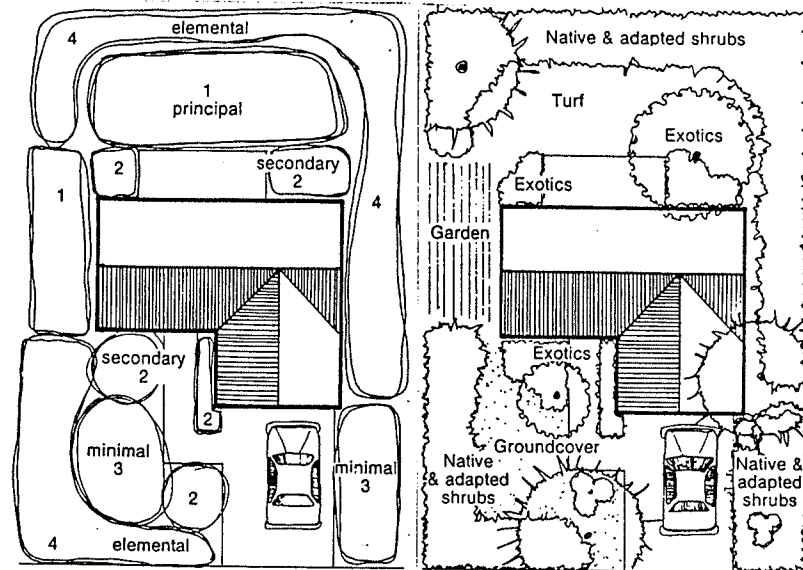 4
elemental
1
principal
2
secondary
2
1
4
secondary
2
2
minimal
3
2
minimal
3
4
elemental
Native & adapted shrubs
Turf
Exotics
Exotics
Garden
Exotics
Groundcover
Native
& adapted
shrubs
Native &
adapted
shrubs